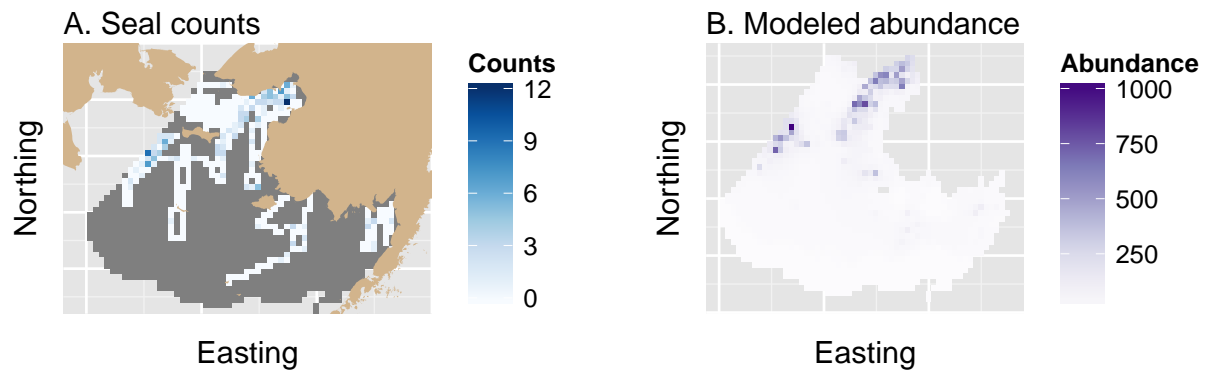 A. Seal counts
Northing
Easting
Counts
12
9
6
3
0
B. Modeled abundance
Northing
Easting
Abundance
1000
750
500
250